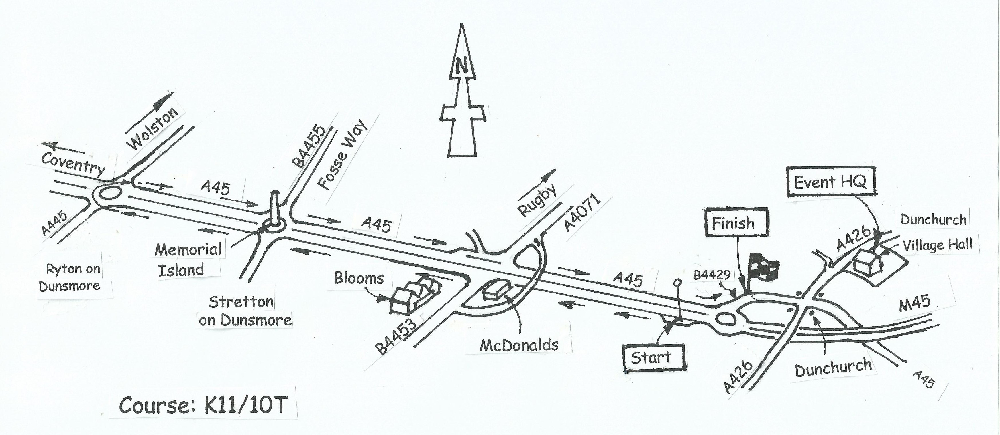 N
Wolston
Coventry
B4455
Fosse Way
A45
A445
Ryton on
Dunsmore
Memorial
Island
Stretton
on Dunsmore
A45
Blooms
B4453
McDonalds
Rugby
A4071
A45
Start
Finish
B4429
Event HQ
Dunchurch
Village Hall
A426
M45
Dunchurch
A426
A45
Course: K11/10T